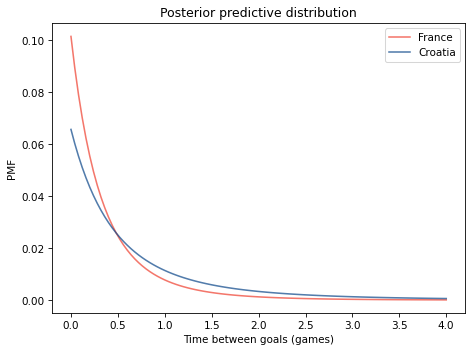 Posterior predictive distribution
France
Croatia
PMF
0.10
0.08
0.06
0.04
0.02
0.00
0.0 0.5 1.0 1.5 2.0 2.5 3.0 3.5 4.0
Time between goals (games)